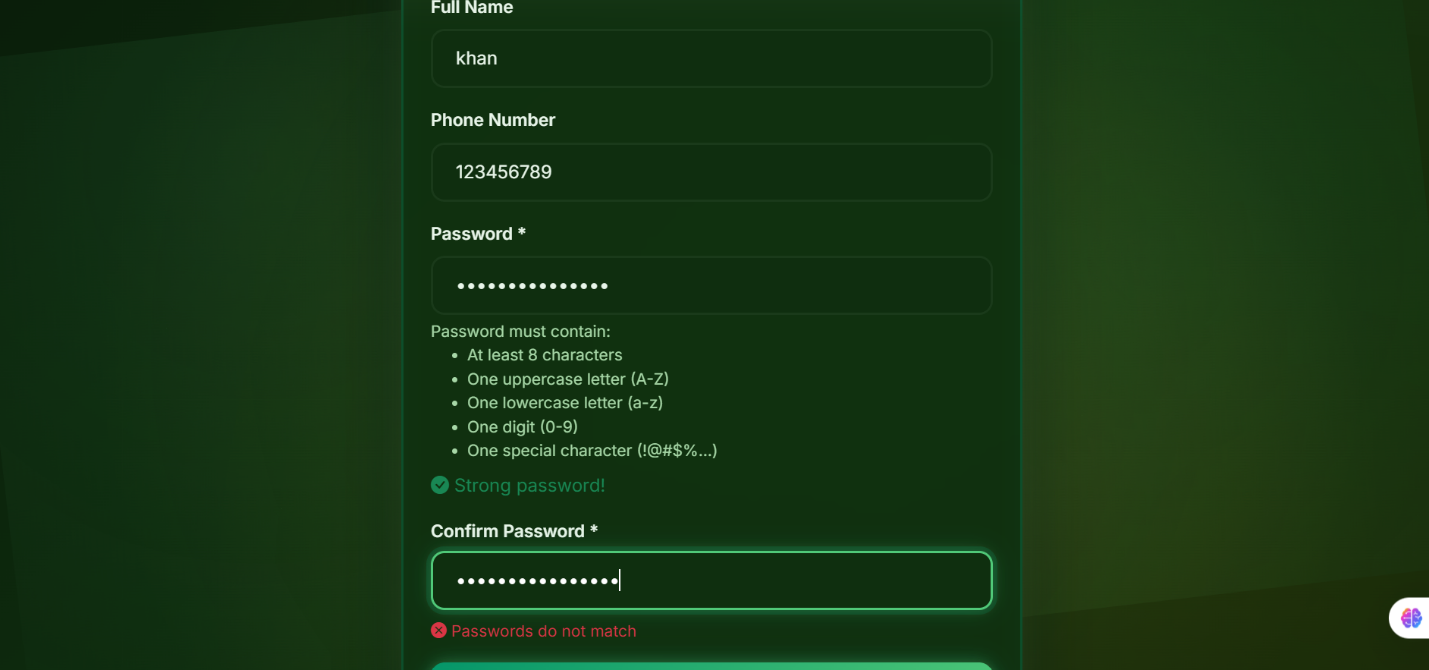 Full Name
khan
Phone Number
123456789
Password *
•••••••••••••••
Password must contain:
• At least 8 characters
• One uppercase letter (A-Z)
• One lowercase letter (a-z)
• One digit (0-9)
• One special character (!@#$%...)
Strong password!
Confirm Password *
••••••••••••••••
Passwords do not match